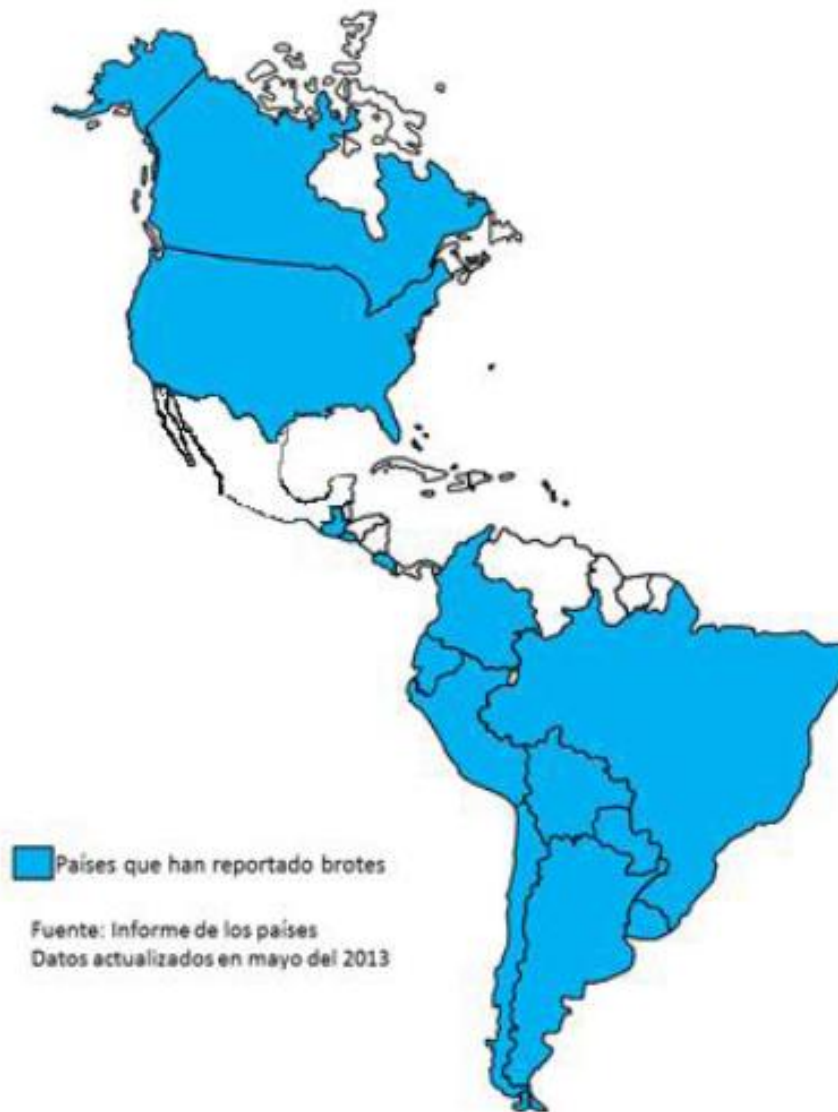 Países que han reportado brotes
Fuente: Informe de los países
Datos actualizados en mayo del 2013